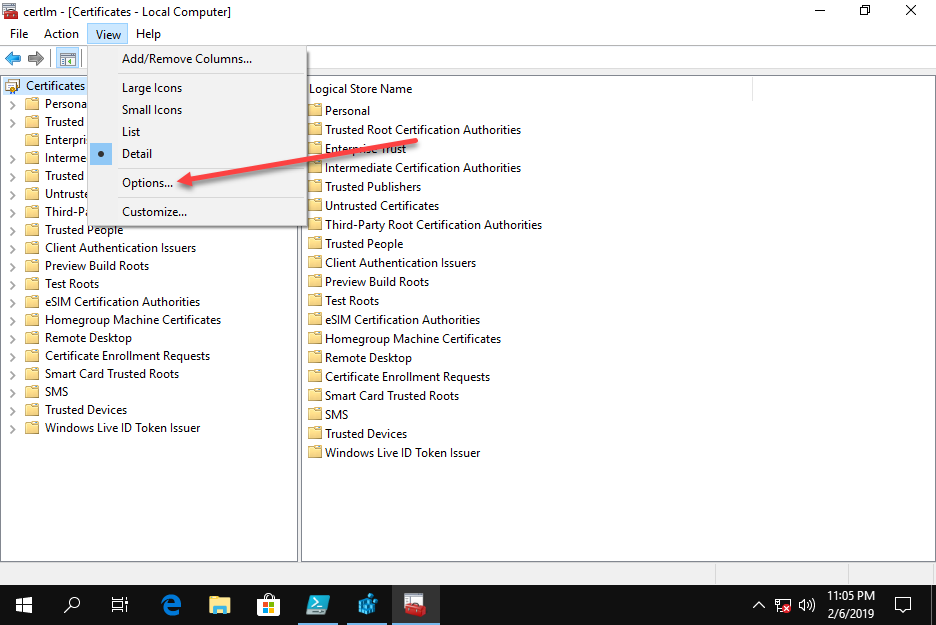 certlm - [Certificates - Local Computer]
File Action View Help
Add/Remove Columns...
Large Icons
Small Icons
List
Detail
Options...
Customize...
Certificates
Persona
Trusted
Enterpri
Interme
Trusted
Untruste
Third-Pa
Trusted People
Client Authentication Issuers
Preview Build Roots
Test Roots
eSIM Certification Authorities
Homegroup Machine Certificates
Remote Desktop
Certificate Enrollment Requests
Smart Card Trusted Roots
SMS
Trusted Devices
Windows Live ID Token Issuer
Logical Store Name
Personal
Trusted Root Certification Authorities
Enterprise Trust
Intermediate Certification Authorities
Trusted Publishers
Untrusted Certificates
Third-Party Root Certification Authorities
Trusted People
Client Authentication Issuers
Preview Build Roots
Test Roots
eSIM Certification Authorities
Homegroup Machine Certificates
Remote Desktop
Certificate Enrollment Requests
Smart Card Trusted Roots
SMS
Trusted Devices
Windows Live ID Token Issuer
11:05 PM
2/6/2019